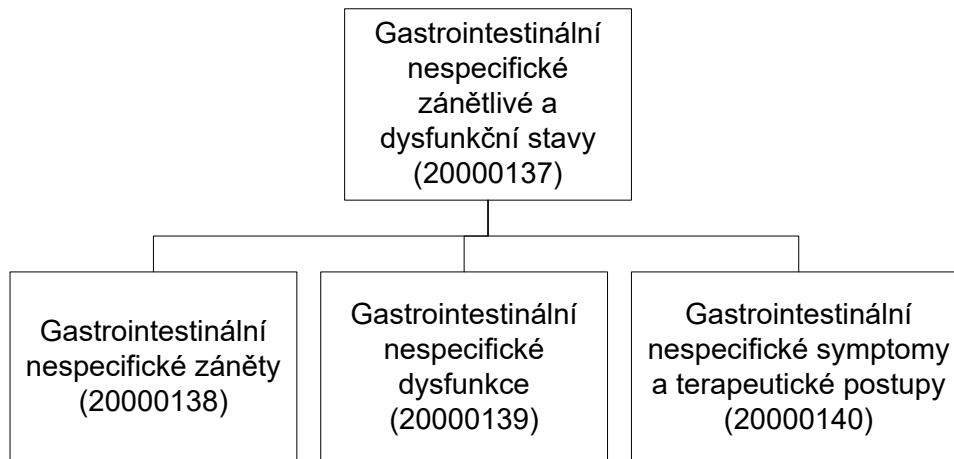 Gastrointestinální
nespecifické
zánětlivé a
dysfunkční stavy
(20000137)
Gastrointestinální
nespecifické záněty
(20000138)
Gastrointestinální
nespecifické
dysfunkce
(20000139)
Gastrointestinální
nespecifické symptomy
a terapeutické postupy
(20000140)